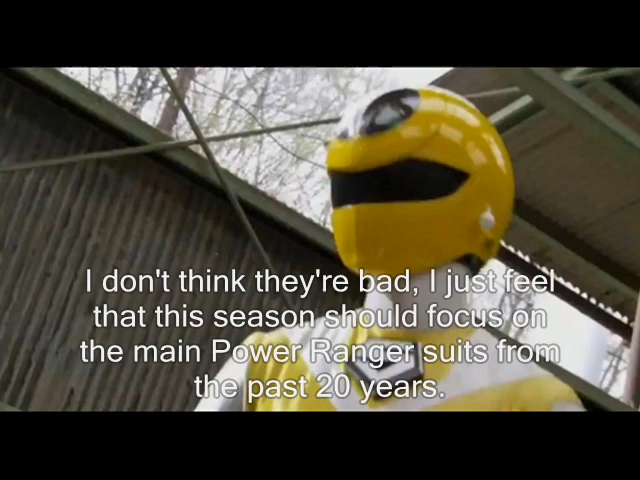 I don't think they're bad, I just feel
that this season should focus on
the main Power Ranger suits from
the past 20 years.